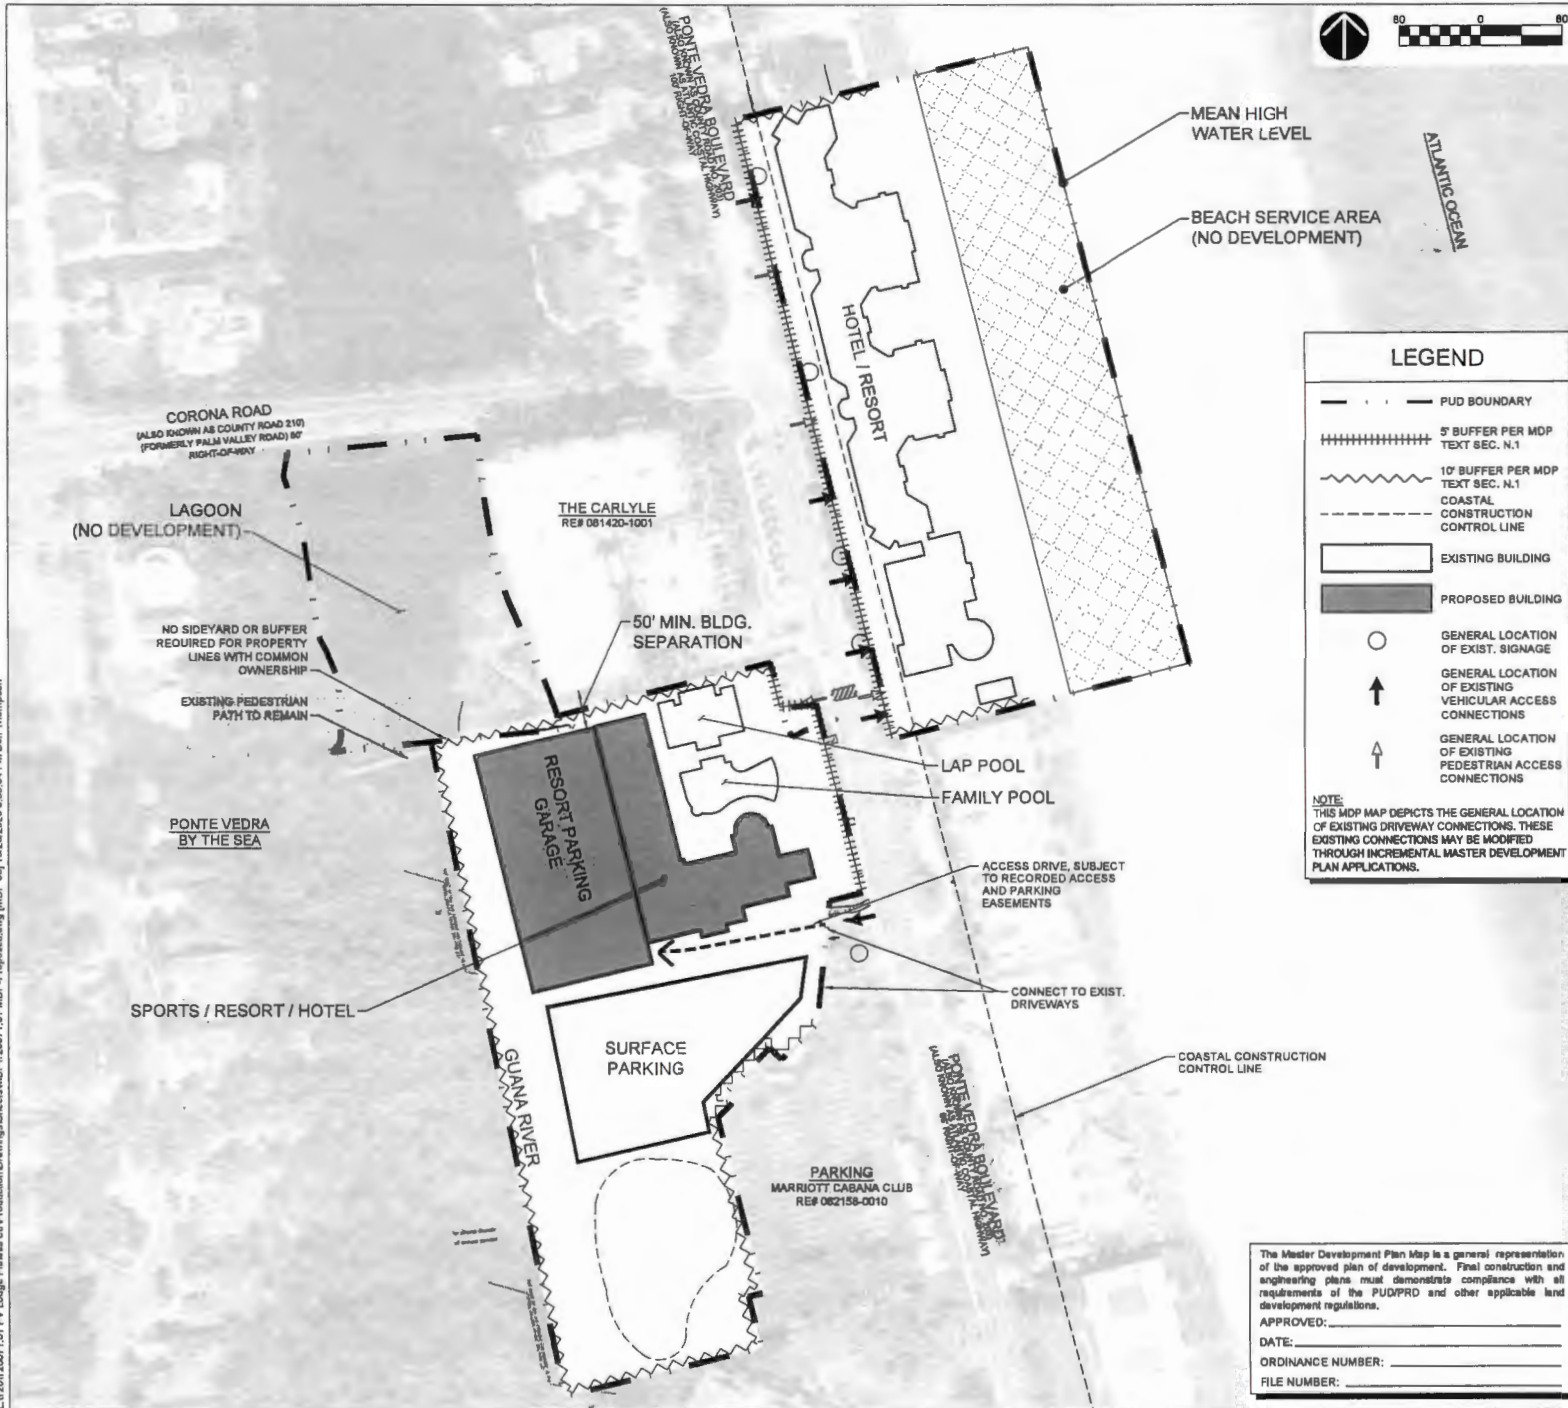 80 0 80
PONTE VEDRA BOULEVARD
MEAN HIGH
WATER LEVEL
BEACH SERVICE AREA
(NO DEVELOPMENT)
ATLANTIC OCEAN
HOTEL / RESORT
CORONA ROAD
(ALSO KNOWN AS COUNTY ROAD 210)
(FORMERLY PALM VALLEY ROAD) 80'
RIGHT-OF-WAY
LAGOON
(NO DEVELOPMENT)
THE CARLYLE
RE# 081420-1001
NO SIDEYARD OR BUFFER
REQUIRED FOR PROPERTY
LINES WITH COMMON
OWNERSHIP
EXISTING PEDESTRIAN
PATH TO REMAIN
50' MIN. BLDG.
SEPARATION
LAP POOL
FAMILY POOL
RESORT PARKING
GARAGE
PONTE VEDRA
BY THE SEA
ACCESS DRIVE, SUBJECT
TO RECORDED ACCESS
AND PARKING
EASEMENTS
SPORTS / RESORT / HOTEL
CONNECT TO EXIST.
DRIVEWAYS
SURFACE
PARKING
GUANA RIVER
COASTAL CONSTRUCTION
CONTROL LINE
PONTE VEDRA BOULEVARD
PARKING
MARRIOTT CABANA CLUB
RE# 062158-0010
LEGEND
PUD BOUNDARY
5' BUFFER PER MDP
TEXT SEC. N.1
10' BUFFER PER MDP
TEXT SEC. N.1
COASTAL
CONSTRUCTION
CONTROL LINE
EXISTING BUILDING
PROPOSED BUILDING
GENERAL LOCATION
OF EXIST. SIGNAGE
GENERAL LOCATION
OF EXISTING
VEHICULAR ACCESS
CONNECTIONS
GENERAL LOCATION
OF EXISTING
PEDESTRIAN ACCESS
CONNECTIONS
NOTE:
THIS MDP MAP DEPICTS THE GENERAL LOCATION
OF EXISTING DRIVEWAY CONNECTIONS. THESE
EXISTING CONNECTIONS MAY BE MODIFIED
THROUGH INCREMENTAL MASTER DEVELOPMENT
PLAN APPLICATIONS.
The Master Development Plan Map is a general representation
of the approved plan of development. Final construction and
engineering plans must demonstrate compliance with all
requirements of the PUD/PRD and other applicable land
development regulations.
APPROVED:
DATE:
ORDINANCE NUMBER:
FILE NUMBER: